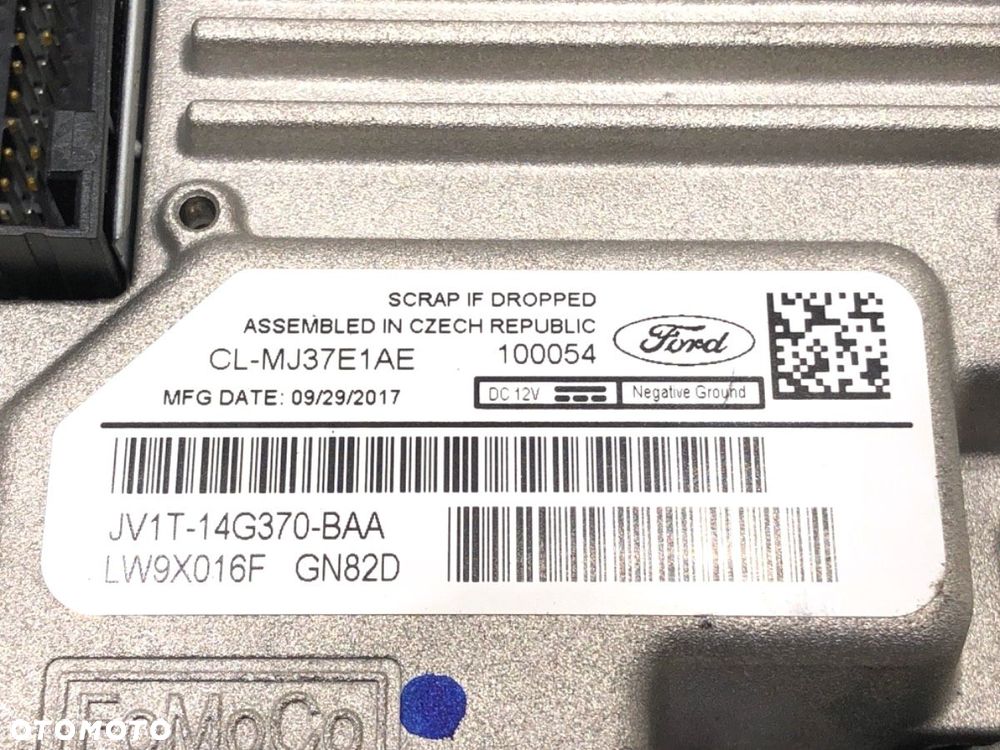 SCRAP IF DROPPED
ASSEMBLED IN CZECH REPUBLIC
CL-MJ37E1AE 100054
Ford
MFG DATE: 09/29/2017
DC 12V Negative Ground
JV1T-14G370-BAA
LW9X016F GN82D
FoMoCo
OTOMOTO